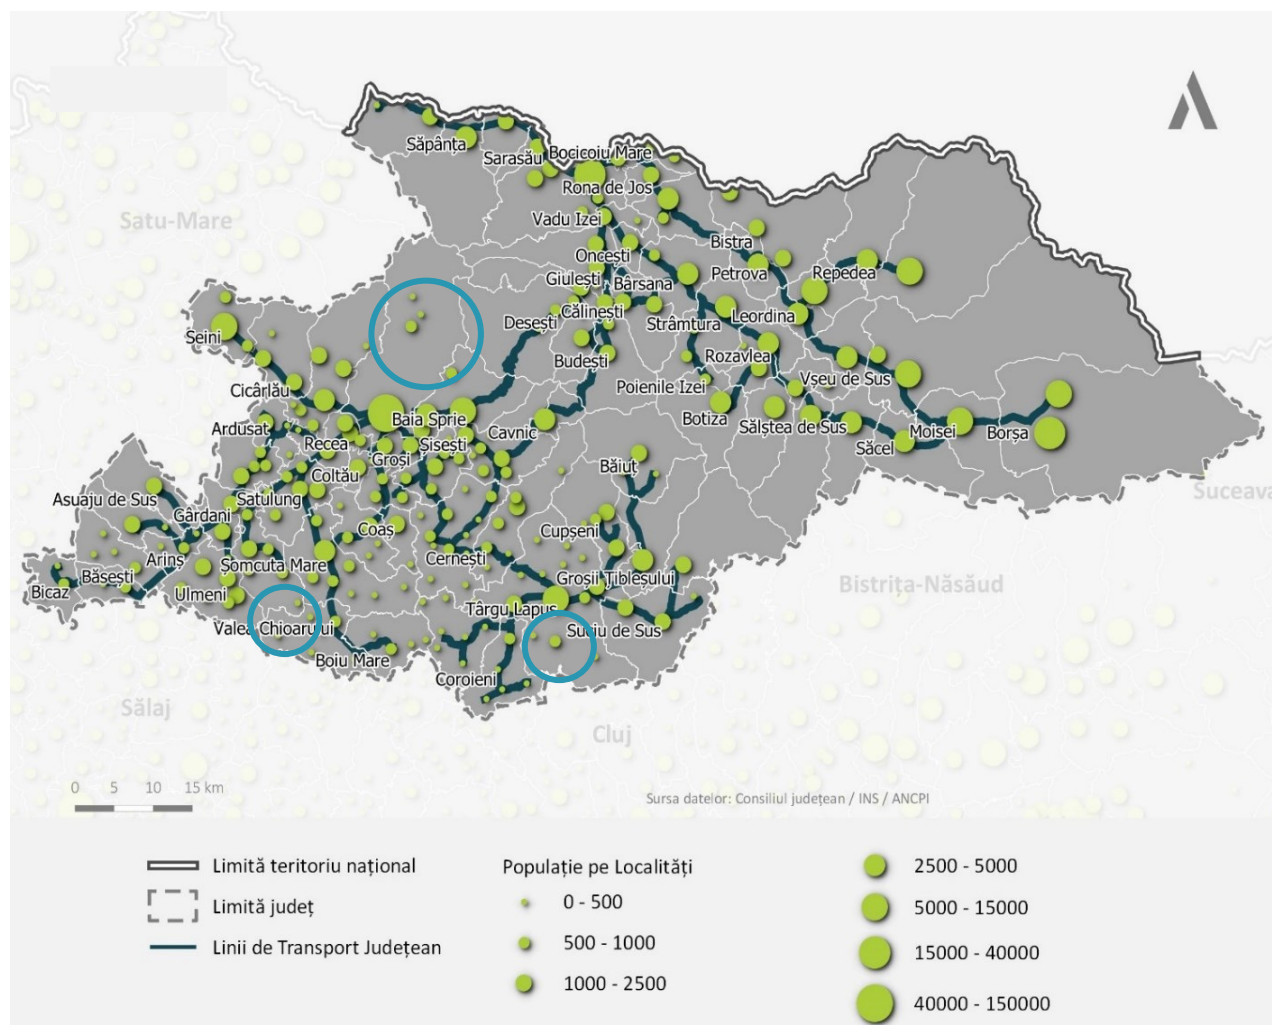 Săpânța
Sarasău
Bocicoiu Mare
Rona de Jos
Satu-Mare
Vadu Izei
Bistra
Oncești
Petrova
Repedea
Giulești
Bârsana
Călinești
Desești
Strâmtura
Leordina
Seini
Budești
Rozavlea
Cicârlău
Poienile Izei
Vșeu de Sus
Botiza
Baia Sprie
Ardusat
Cavnic
Sălștea de Sus
Moisei
Borșa
Recea
Șisești
Săcel
Groși
Coltău
Băiuț
Asuaju de Sus
Satulung
Suceava
Gârdani
Coaș
Cupșeni
Arinș
Șomcuta Mare
Cernești
Băsești
Groșii Țibleșului
Bistrița-Năsăud
Bicaz
Ulmeni
Târgu Lapuș
Valea Chioarului
Suciu de Sus
Boiu Mare
Coroieni
Sălaj
Cluj
0 5 10 15 km
Sursa datelor: Consiliul județean / INS / ANCPI
Limită teritoriu național
Limită județ
Linii de Transport Județean
Populație pe Localități
0 - 500
500 - 1000
1000 - 2500
2500 - 5000
5000 - 15000
15000 - 40000
40000 - 150000